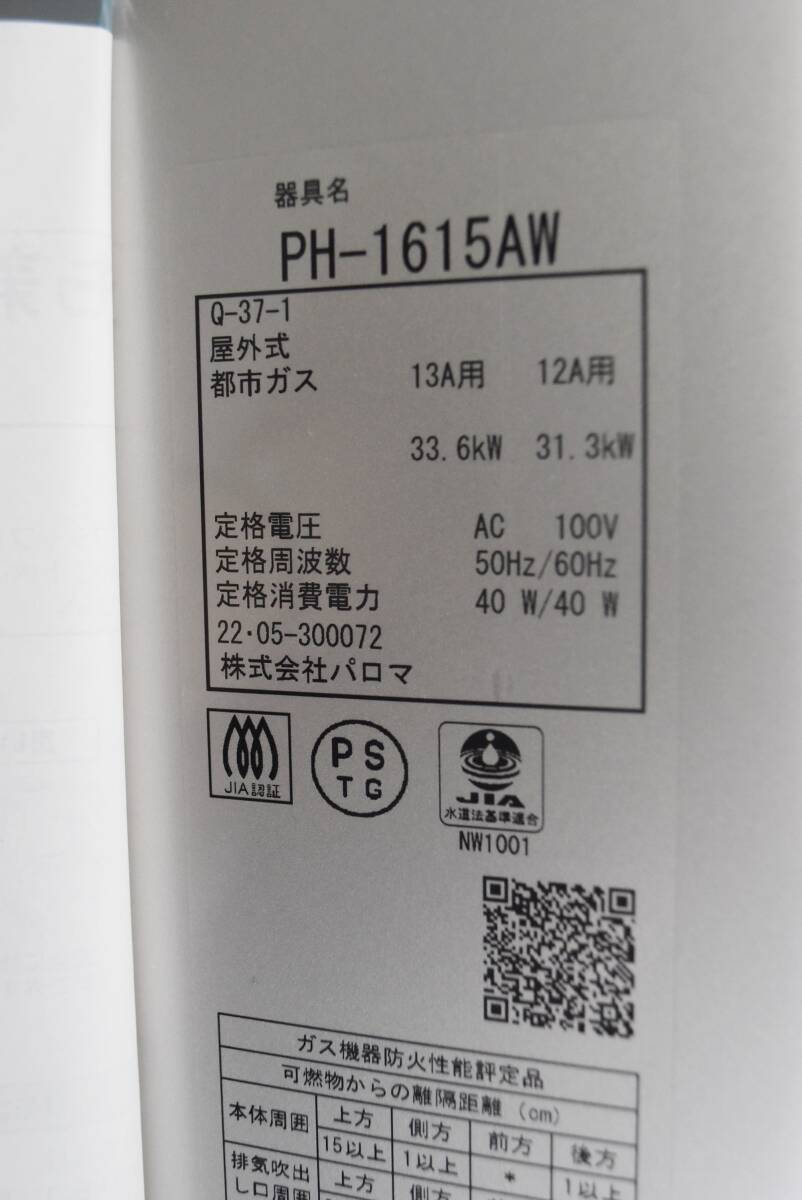 器具名
PH-1615AW
Q-37-1
屋外式
都市ガス 13A用 12A用
33.6kW 31.3kW
定格電圧 AC 100V
定格周波数 50Hz/60Hz
定格消費電力 40 W/40 W
22・05-300072
株式会社パロマ
JIA認証
PS
TG
JIA
水道法基準適合
NW1001
ガス機器防火性能評定品
可燃物からの離隔距離 (cm)
本体周囲 上方 側方 前方 後方
15以上 1以上 * 1以上
排気吹出 上方 側方
し口周囲